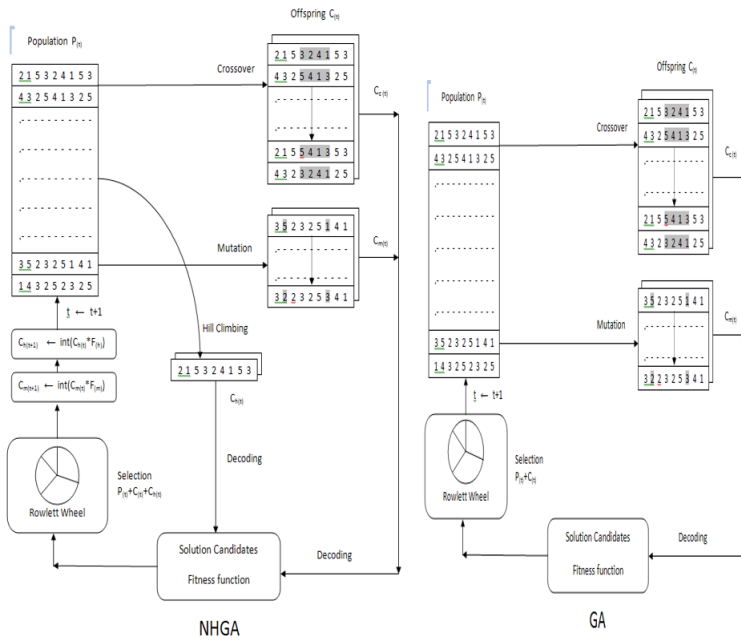 Offspring C(t)
Population P(t)
2 1 5 3 2 4 1 5 3
4 3 2 5 4 1 3 2 5
Crossover
2 1 5 3 2 4 1 5 3
4 3 2 5 4 1 3 2 5
2 1 5 5 4 1 3 5 3
4 3 2 3 2 4 1 2 5
Cc(t)
3 5 2 3 2 5 1 4 1
1 4 3 2 5 2 3 2 5
Mutation
3 5 2 3 2 5 1 4 1
3 2 2 3 2 5 3 4 1
Cm(t)
t ← t+1
Ch(t+1) ← int(Ch(t)*F(h))
Cm(t+1) ← int(Cm(t)*F(m))
Hill Climbing
2 1 5 3 2 4 1 5 3
Ch(t)
Decoding
Selection
P(t)+C(t)+Ch(t)
Rowlett Wheel
Solution Candidates
Fitness function
Decoding
NHGA
Offspring C(t)
Population P(t)
2 1 5 3 2 4 1 5 3
4 3 2 5 4 1 3 2 5
Crossover
2 1 5 3 2 4 1 5 3
4 3 2 5 4 1 3 2 5
2 1 5 5 4 1 3 5 3
4 3 2 3 2 4 1 2 5
Cc(t)
3 5 2 3 2 5 1 4 1
1 4 3 2 5 2 3 2 5
Mutation
3 5 2 3 2 5 1 4 1
3 2 2 3 2 5 3 4 1
Cm(t)
t ← t+1
Selection
P(t)+C(t)
Rowlett Wheel
Solution Candidates
Fitness function
Decoding
GA